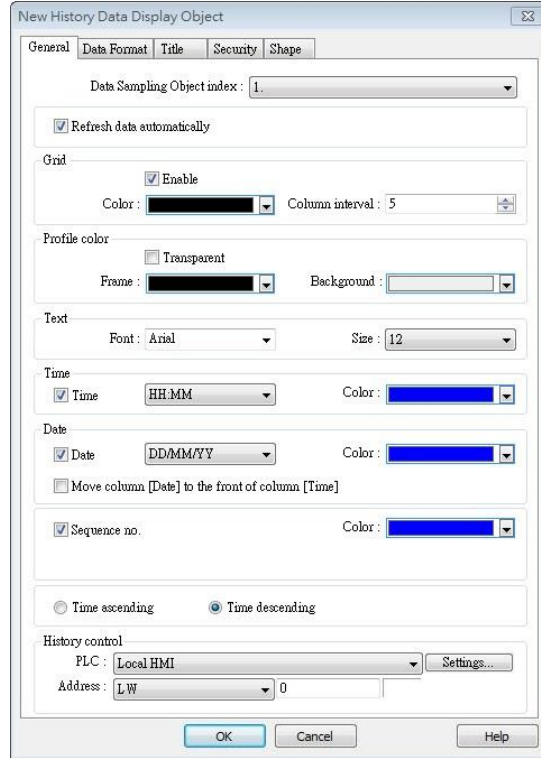 New History Data Display Object
General Data Format Title Security Shape
Data Sampling Object index : 1.
Refresh data automatically
Grid
Enable
Color : Column interval : 5
Profile color
Transparent
Frame : Background :
Text
Font : Arial Size : 12
Time
Time HH:MM Color :
Date
Date DD/MM/YY Color :
Move column [Date] to the front of column [Time]
Sequence no. Color :
Time ascending Time descending
History control
PLC : Local HMI Settings...
Address : LW 0
OK Cancel Help